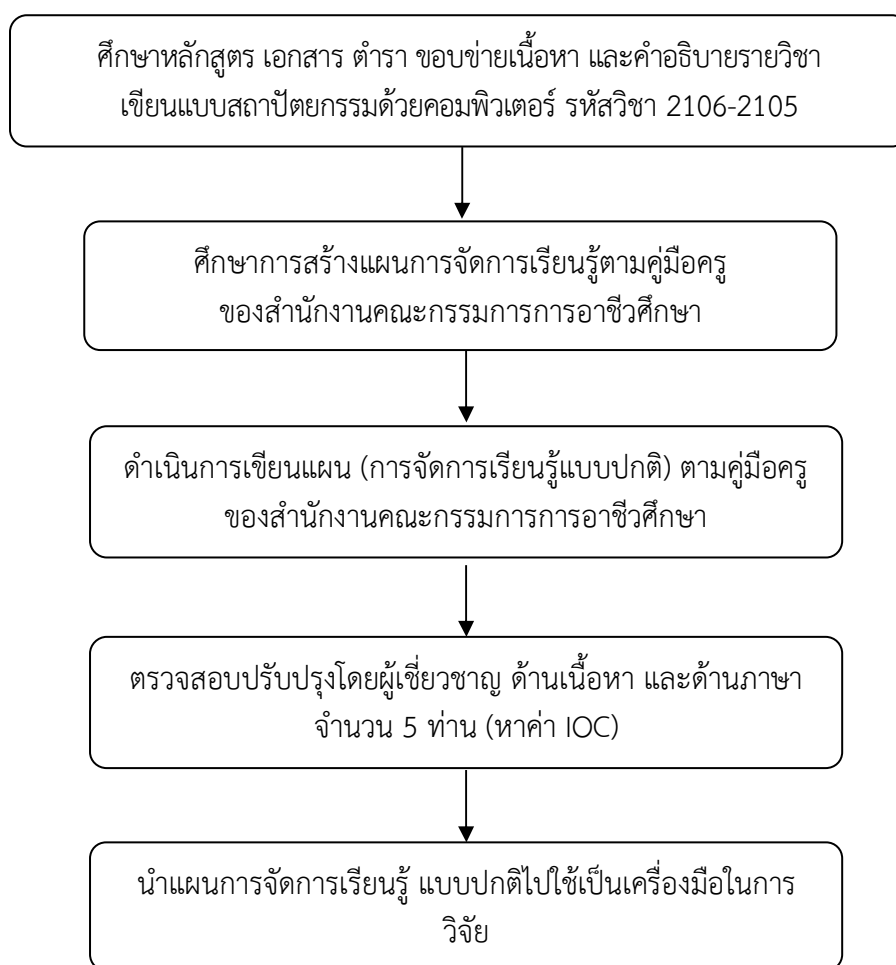 ศึกษาหลักสูตร เอกสาร ตำรา ขอบข่ายเนื้อหา และคำอธิบายรายวิชา
เขียนแบบสถาปัตยกรรมด้วยคอมพิวเตอร์ รหัสวิชา 2106-2105
ศึกษาการสร้างแผนการจัดการเรียนรู้ตามคู่มือครู
ของสำนักงานคณะกรรมการการอาชีวศึกษา
ดำเนินการเขียนแผน (การจัดการเรียนรู้แบบปกติ) ตามคู่มือครู
ของสำนักงานคณะกรรมการการอาชีวศึกษา
ตรวจสอบปรับปรุงโดยผู้เชี่ยวชาญ ด้านเนื้อหา และด้านภาษา
จำนวน 5 ท่าน (หาค่า IOC)
นำแผนการจัดการเรียนรู้ แบบปกติไปใช้เป็นเครื่องมือในการ
วิจัย